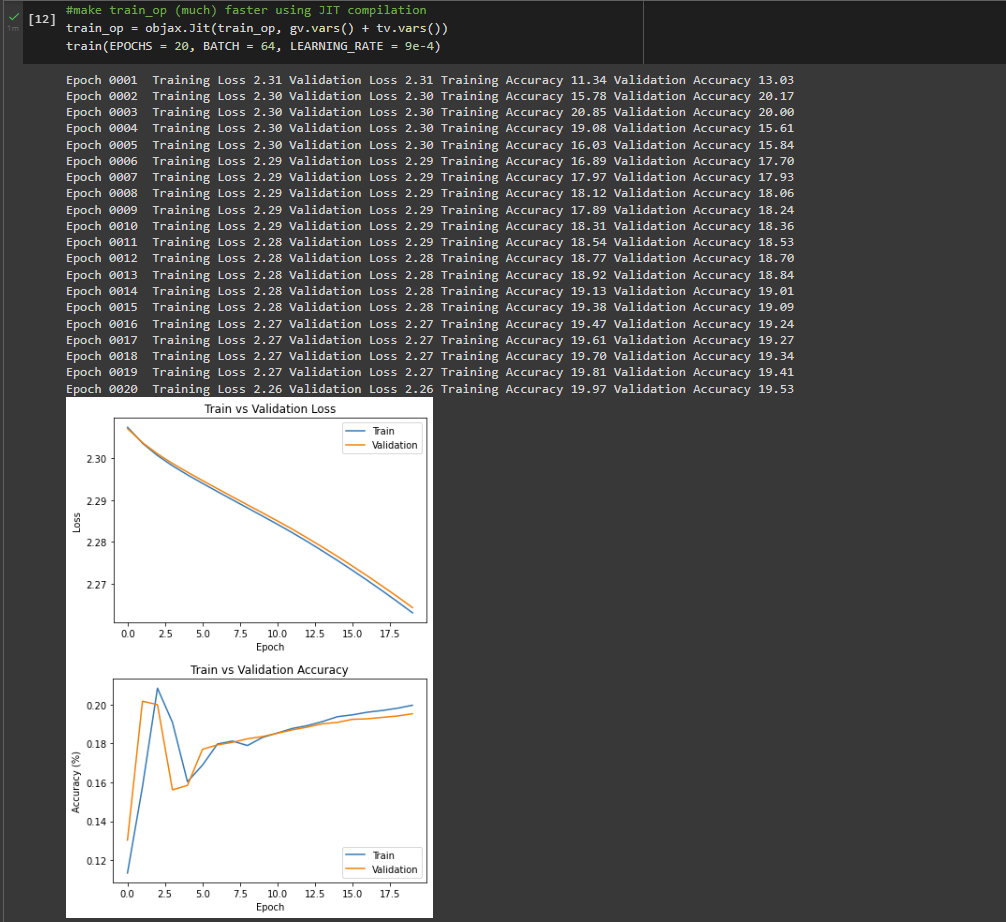 #make train_op (much) faster using JIT compilation
[12]
train_op = objax.Jit(train_op, gv.vars() + tv.vars())
1m
train(EPOCHS = 20, BATCH = 64, LEARNING_RATE = 9e-4)
Epoch 0001 Training Loss 2.31 Validation Loss 2.31 Training Accuracy 11.34 Validation Accuracy 13.03
Epoch 0002 Training Loss 2.30 Validation Loss 2.30 Training Accuracy 15.78 Validation Accuracy 20.17
Epoch 0003 Training Loss 2.30 Validation Loss 2.30 Training Accuracy 20.85 Validation Accuracy 20.00
Epoch 0004 Training Loss 2.30 Validation Loss 2.30 Training Accuracy 19.08 Validation Accuracy 15.61
Epoch 0005 Training Loss 2.30 Validation Loss 2.30 Training Accuracy 16.03 Validation Accuracy 15.84
Epoch 0006 Training Loss 2.29 Validation Loss 2.29 Training Accuracy 16.89 Validation Accuracy 17.70
Epoch 0007 Training Loss 2.29 Validation Loss 2.29 Training Accuracy 17.97 Validation Accuracy 17.93
Epoch 0008 Training Loss 2.29 Validation Loss 2.29 Training Accuracy 18.12 Validation Accuracy 18.06
Epoch 0009 Training Loss 2.29 Validation Loss 2.29 Training Accuracy 17.89 Validation Accuracy 18.24
Epoch 0010 Training Loss 2.29 Validation Loss 2.29 Training Accuracy 18.31 Validation Accuracy 18.36
Epoch 0011 Training Loss 2.28 Validation Loss 2.29 Training Accuracy 18.54 Validation Accuracy 18.53
Epoch 0012 Training Loss 2.28 Validation Loss 2.28 Training Accuracy 18.77 Validation Accuracy 18.70
Epoch 0013 Training Loss 2.28 Validation Loss 2.28 Training Accuracy 18.92 Validation Accuracy 18.84
Epoch 0014 Training Loss 2.28 Validation Loss 2.28 Training Accuracy 19.13 Validation Accuracy 19.01
Epoch 0015 Training Loss 2.28 Validation Loss 2.28 Training Accuracy 19.38 Validation Accuracy 19.09
Epoch 0016 Training Loss 2.27 Validation Loss 2.27 Training Accuracy 19.47 Validation Accuracy 19.24
Epoch 0017 Training Loss 2.27 Validation Loss 2.27 Training Accuracy 19.61 Validation Accuracy 19.27
Epoch 0018 Training Loss 2.27 Validation Loss 2.27 Training Accuracy 19.70 Validation Accuracy 19.34
Epoch 0019 Training Loss 2.27 Validation Loss 2.27 Training Accuracy 19.81 Validation Accuracy 19.41
Epoch 0020 Training Loss 2.26 Validation Loss 2.26 Training Accuracy 19.97 Validation Accuracy 19.53
Train vs Validation Loss
Train
Validation
2.30
2.29
2.28
2.27
Loss
0.0 2.5 5.0 7.5 10.0 12.5 15.0 17.5
Epoch
Train vs Validation Accuracy
0.20
0.18
0.16
0.14
0.12
Accuracy (%)
Train
Validation
0.0 2.5 5.0 7.5 10.0 12.5 15.0 17.5
Epoch